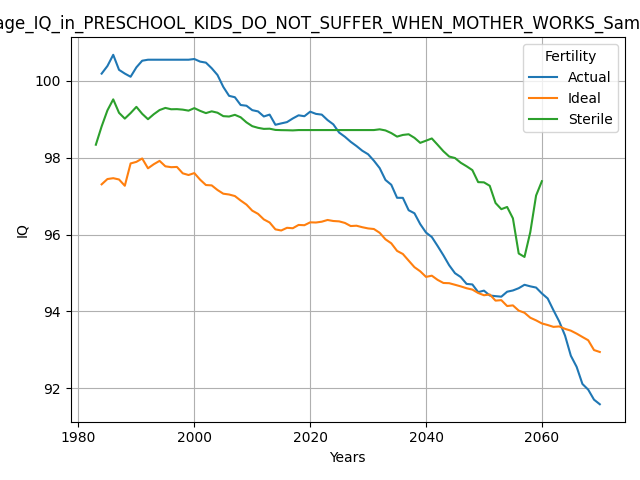 age_IQ_in_PRESCHOOL_KIDS_DO_NOT_SUFFER_WHEN_MOTHER_WORKS_Sam
Fertility
Actual
Ideal
Sterile
IQ
100
98
96
94
92
1980 2000 2020 2040 2060
Years